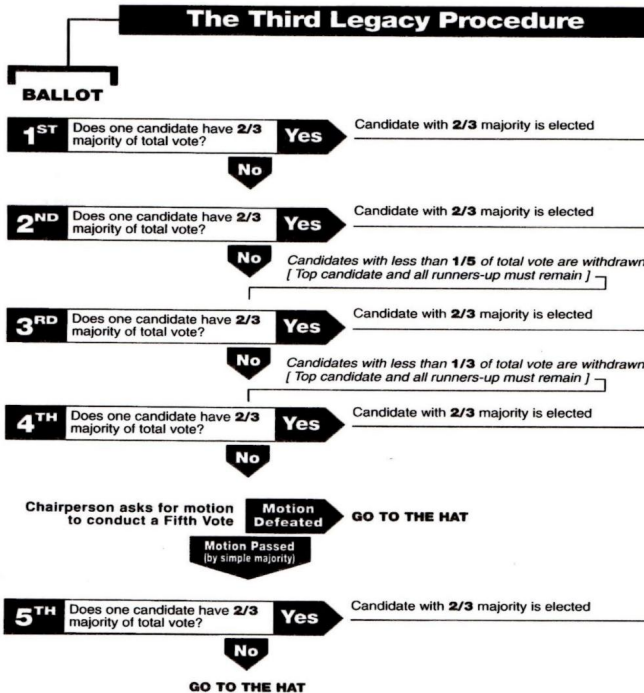 The Third Legacy Procedure
BALLOT
1ST Does one candidate have 2/3
majority of total vote?
Yes
Candidate with 2/3 majority is elected
No
2ND Does one candidate have 2/3
majority of total vote?
Yes
Candidate with 2/3 majority is elected
No
Candidates with less than 1/5 of total vote are withdrawn
[ Top candidate and all runners-up must remain ]
3RD Does one candidate have 2/3
majority of total vote?
Yes
Candidate with 2/3 majority is elected
No
Candidates with less than 1/3 of total vote are withdrawn
[ Top candidate and all runners-up must remain ]
4TH Does one candidate have 2/3
majority of total vote?
Yes
Candidate with 2/3 majority is elected
No
Chairperson asks for motion
to conduct a Fifth Vote
Motion
Defeated
GO TO THE HAT
Motion Passed
(by simple majority)
5TH Does one candidate have 2/3
majority of total vote?
Yes
Candidate with 2/3 majority is elected
No
GO TO THE HAT